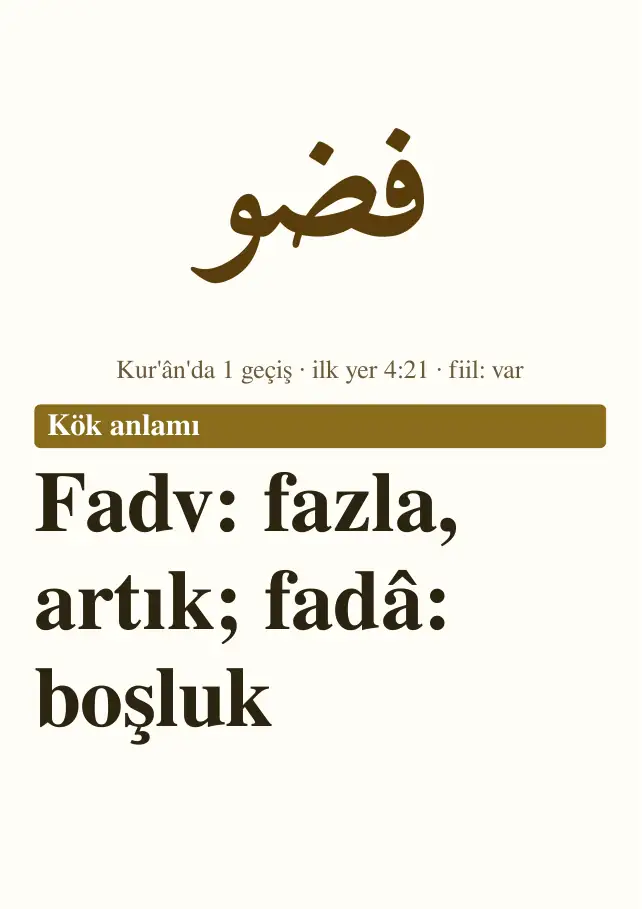 فضو
Kur'ân'da 1 geçiş · ilk yer 4:21 · fiil: var
Kök anlamı
Fadv: fazla,
artık; fadâ:
boşluk